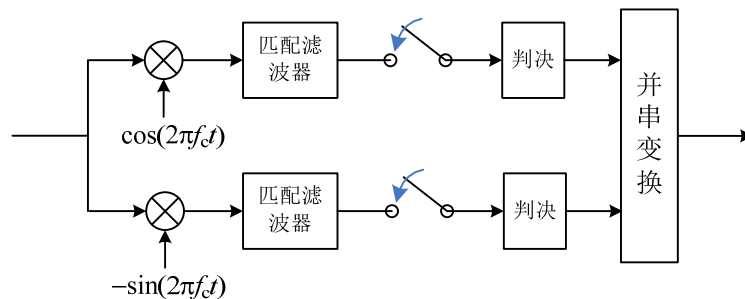 匹配滤
波器
判决
cos(2πfct)
并
串
变
换
匹配滤
波器
判决
−sin(2πfct)